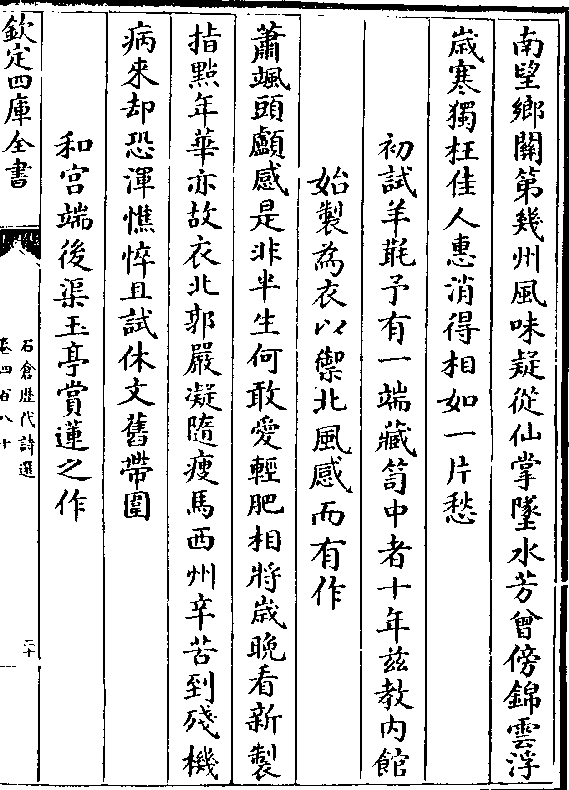 南望鄉關第幾州風味疑從仙掌墜水芳曾傍錦雲浮
歲寒獨枉佳人惠消得相如一片愁
初試羊毼予有一端藏笥中者十年兹教内館
始製為衣以禦北風感而有作
蕭颯頭顱感是非半生何敢愛輕肥相將歲晩看新製
指㸃年華亦故衣北郭嚴凝隨瘦馬西州辛苦到殘機
病來却恐渾憔悴且試休文舊帶圍
和宫端後渠玉亭賞蓮之作
欽定四庫全書
石倉歴代詩選
卷四百八十
二十